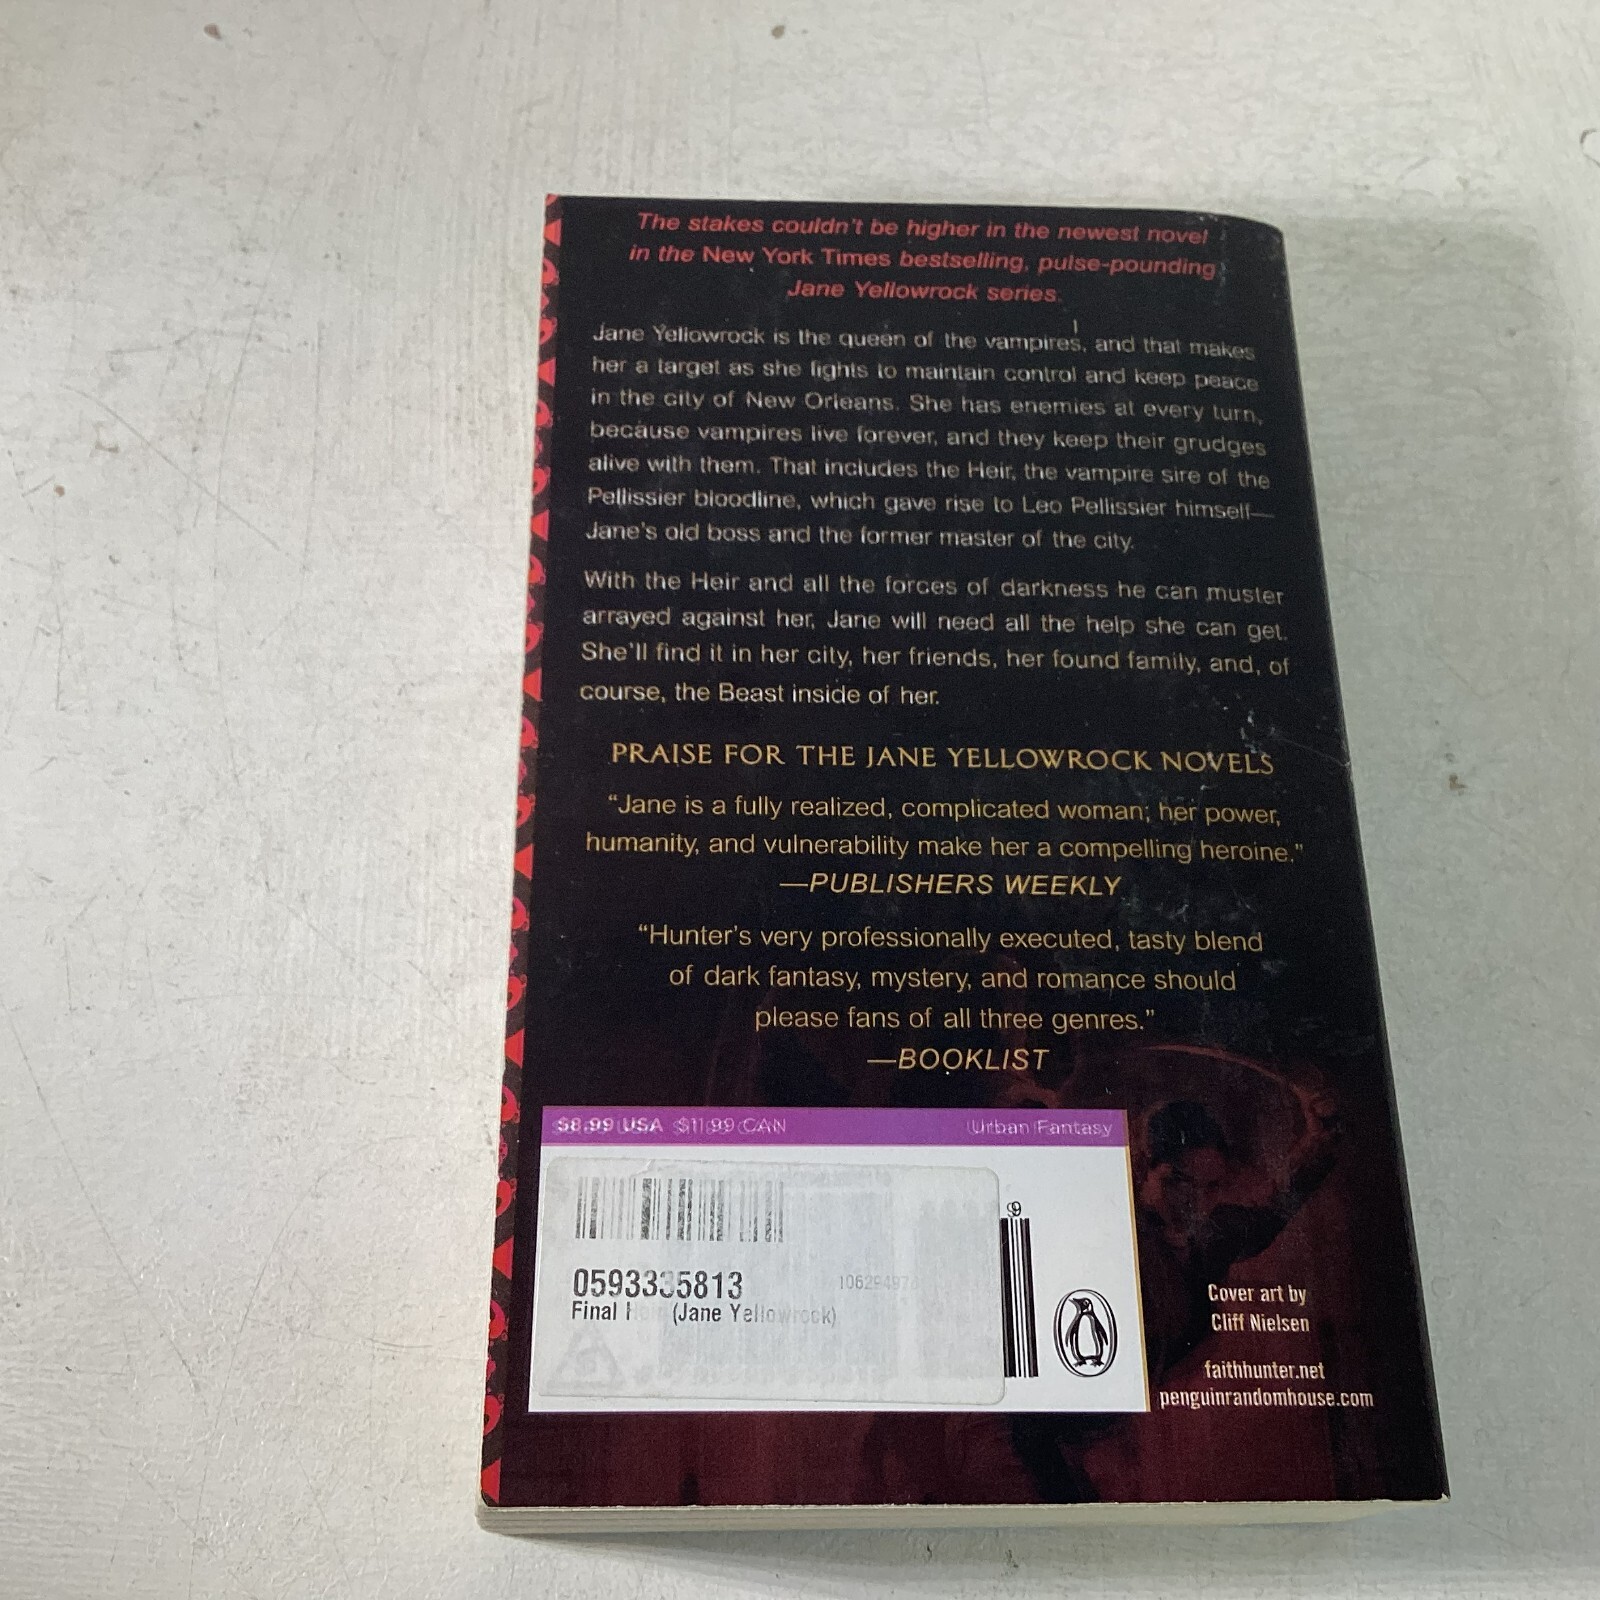 The stakes couldn't be higher in the newest novel
in the New York Times bestselling, pulse-pounding
Jane Yellowrock series.
Jane Yellowrock is the queen of the vampires, and that makes
her a target as she fights to maintain control and keep peace
in the city of New Orleans. She has enemies at every turn,
because vampires live forever, and they keep their grudges
alive with them. That includes the Heir, the vampire sire of the
Pellissier bloodline, which gave rise to Leo Pellissier himself—
Jane's old boss and the former master of the city.
With the Heir and all the forces of darkness he can muster
arrayed against her, Jane will need all the help she can get.
She'll find it in her city, her friends, her found family, and, of
course, the Beast inside of her.
PRAISE FOR THE JANE YELLOWROCK NOVELS
“Jane is a fully realized, complicated woman; her power,
humanity, and vulnerability make her a compelling heroine.”
—PUBLISHERS WEEKLY
“Hunter's very professionally executed, tasty blend
of dark fantasy, mystery, and romance should
please fans of all three genres.”
—BOOKLIST
$8.99 USA $11.99 CAN Urban Fantasy
9
0593335813
Final (Jane Yellowrock)
Cover art by
Cliff Nielsen
faithhunter.net
penguinrandomhouse.com